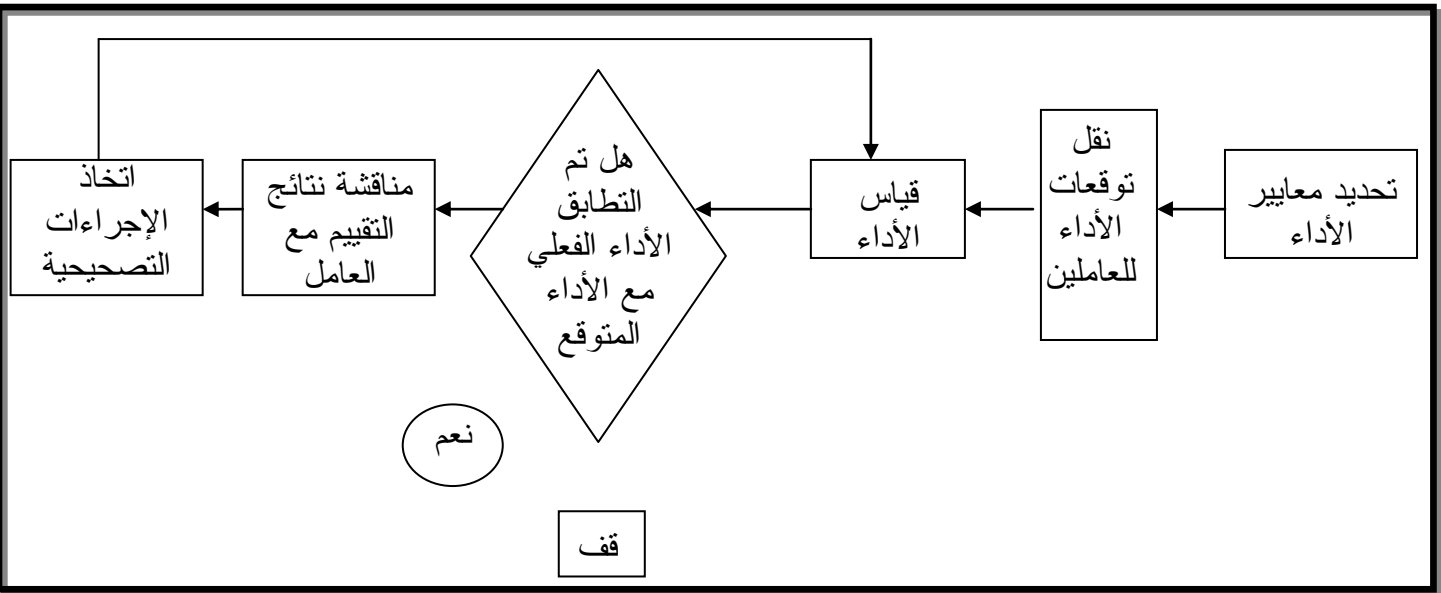 تحديد معايير
الأداء
نقل
توقعات
الأداء
للعاملين
قياس
الأداء
هل تم
التطابق
الأداء الفعلي
مع الأداء
المتوقع
مناقشة نتائج
التقييم مع
العامل
اتخاذ
الإجراءات
التصحيحية
نعم
قف